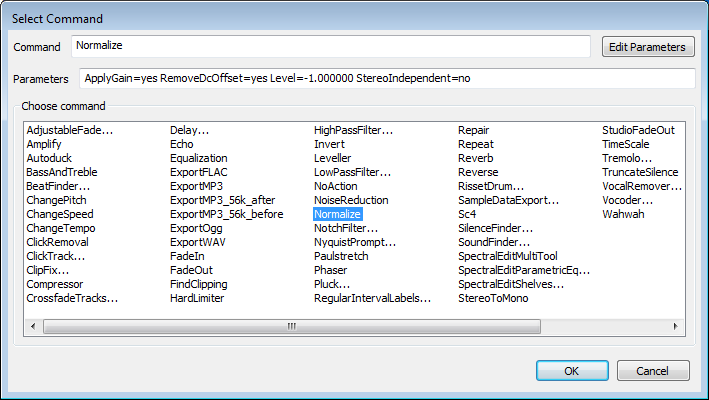 Select Command
Command Normalize Edit Parameters
Parameters ApplyGain=yes RemoveDcOffset=yes Level=-1.000000 StereoIndependent=no
Choose command
AdjustableFade... Delay... HighPassFilter... Repair StudioFadeOut
Amplify Echo Invert Repeat TimeScale
Autoduck Equalization Leveller Reverb Tremolo...
BassAndTreble ExportFLAC LowPassFilter... Reverse TruncateSilence
BeatFinder... ExportMP3 NoAction RissetDrum... VocalRemover...
ChangePitch ExportMP3_56k_after NoiseReduction SampleDataExport... Vocoder...
ChangeSpeed ExportMP3_56k_before Normalize Sc4 Wahwah
ChangeTempo ExportOgg NotchFilter... SilenceFinder...
ClickRemoval ExportWAV NyquistPrompt... SoundFinder...
ClickTrack... FadeIn Paulstretch SpectralEditMultiTool
ClipFix... FadeOut Phaser SpectralEditParametricEq...
Compressor FindClipping Pluck... SpectralEditShelves...
CrossfadeTracks... HardLimiter RegularIntervalLabels... StereoToMono
OK Cancel